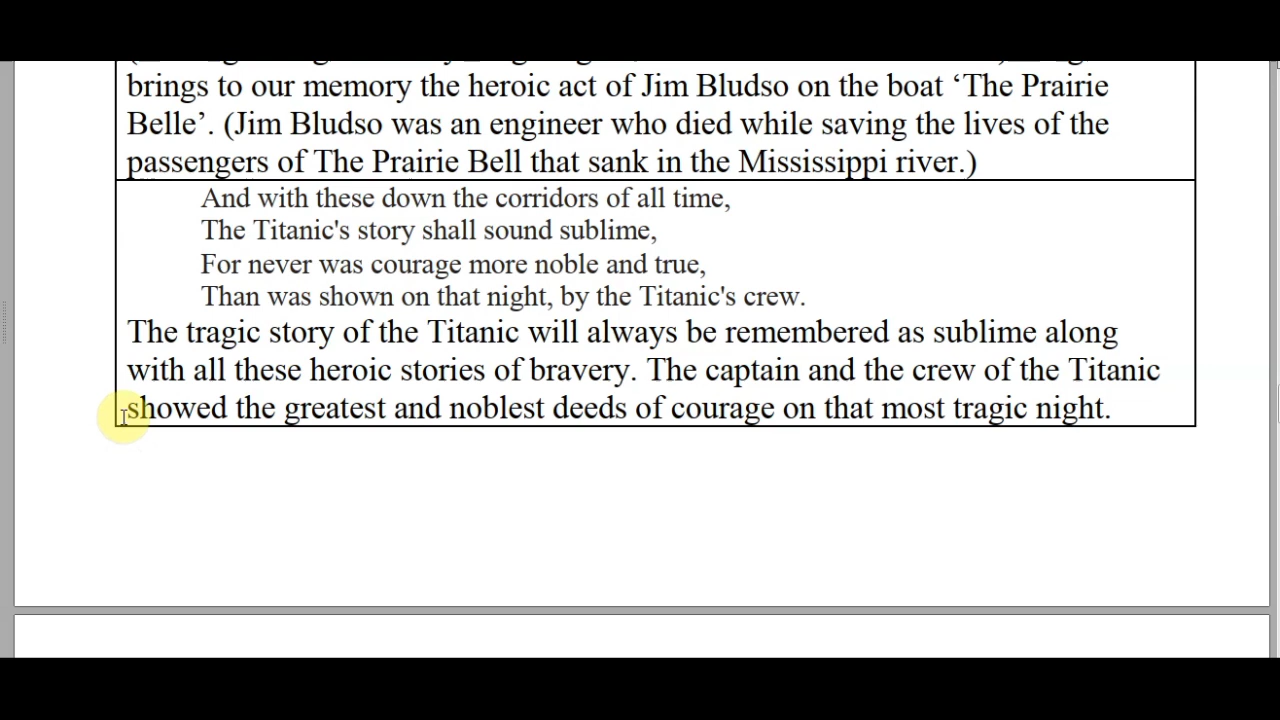 brings to our memory the heroic act of Jim Bludso on the boat ‘The Prairie
Belle’. (Jim Bludso was an engineer who died while saving the lives of the
passengers of The Prairie Bell that sank in the Mississippi river.)
And with these down the corridors of all time,
The Titanic's story shall sound sublime,
For never was courage more noble and true,
Than was shown on that night, by the Titanic's crew.
The tragic story of the Titanic will always be remembered as sublime along
with all these heroic stories of bravery. The captain and the crew of the Titanic
showed the greatest and noblest deeds of courage on that most tragic night.